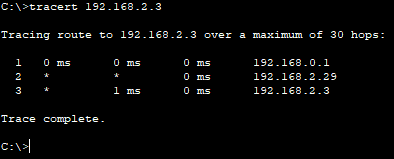 C:\>tracert 192.168.2.3
Tracing route to 192.168.2.3 over a maximum of 30 hops:
1 0 ms 0 ms 0 ms 192.168.0.1
2 * * 0 ms 192.168.2.29
3 * 1 ms 0 ms 192.168.2.3
Trace complete.
C:\>